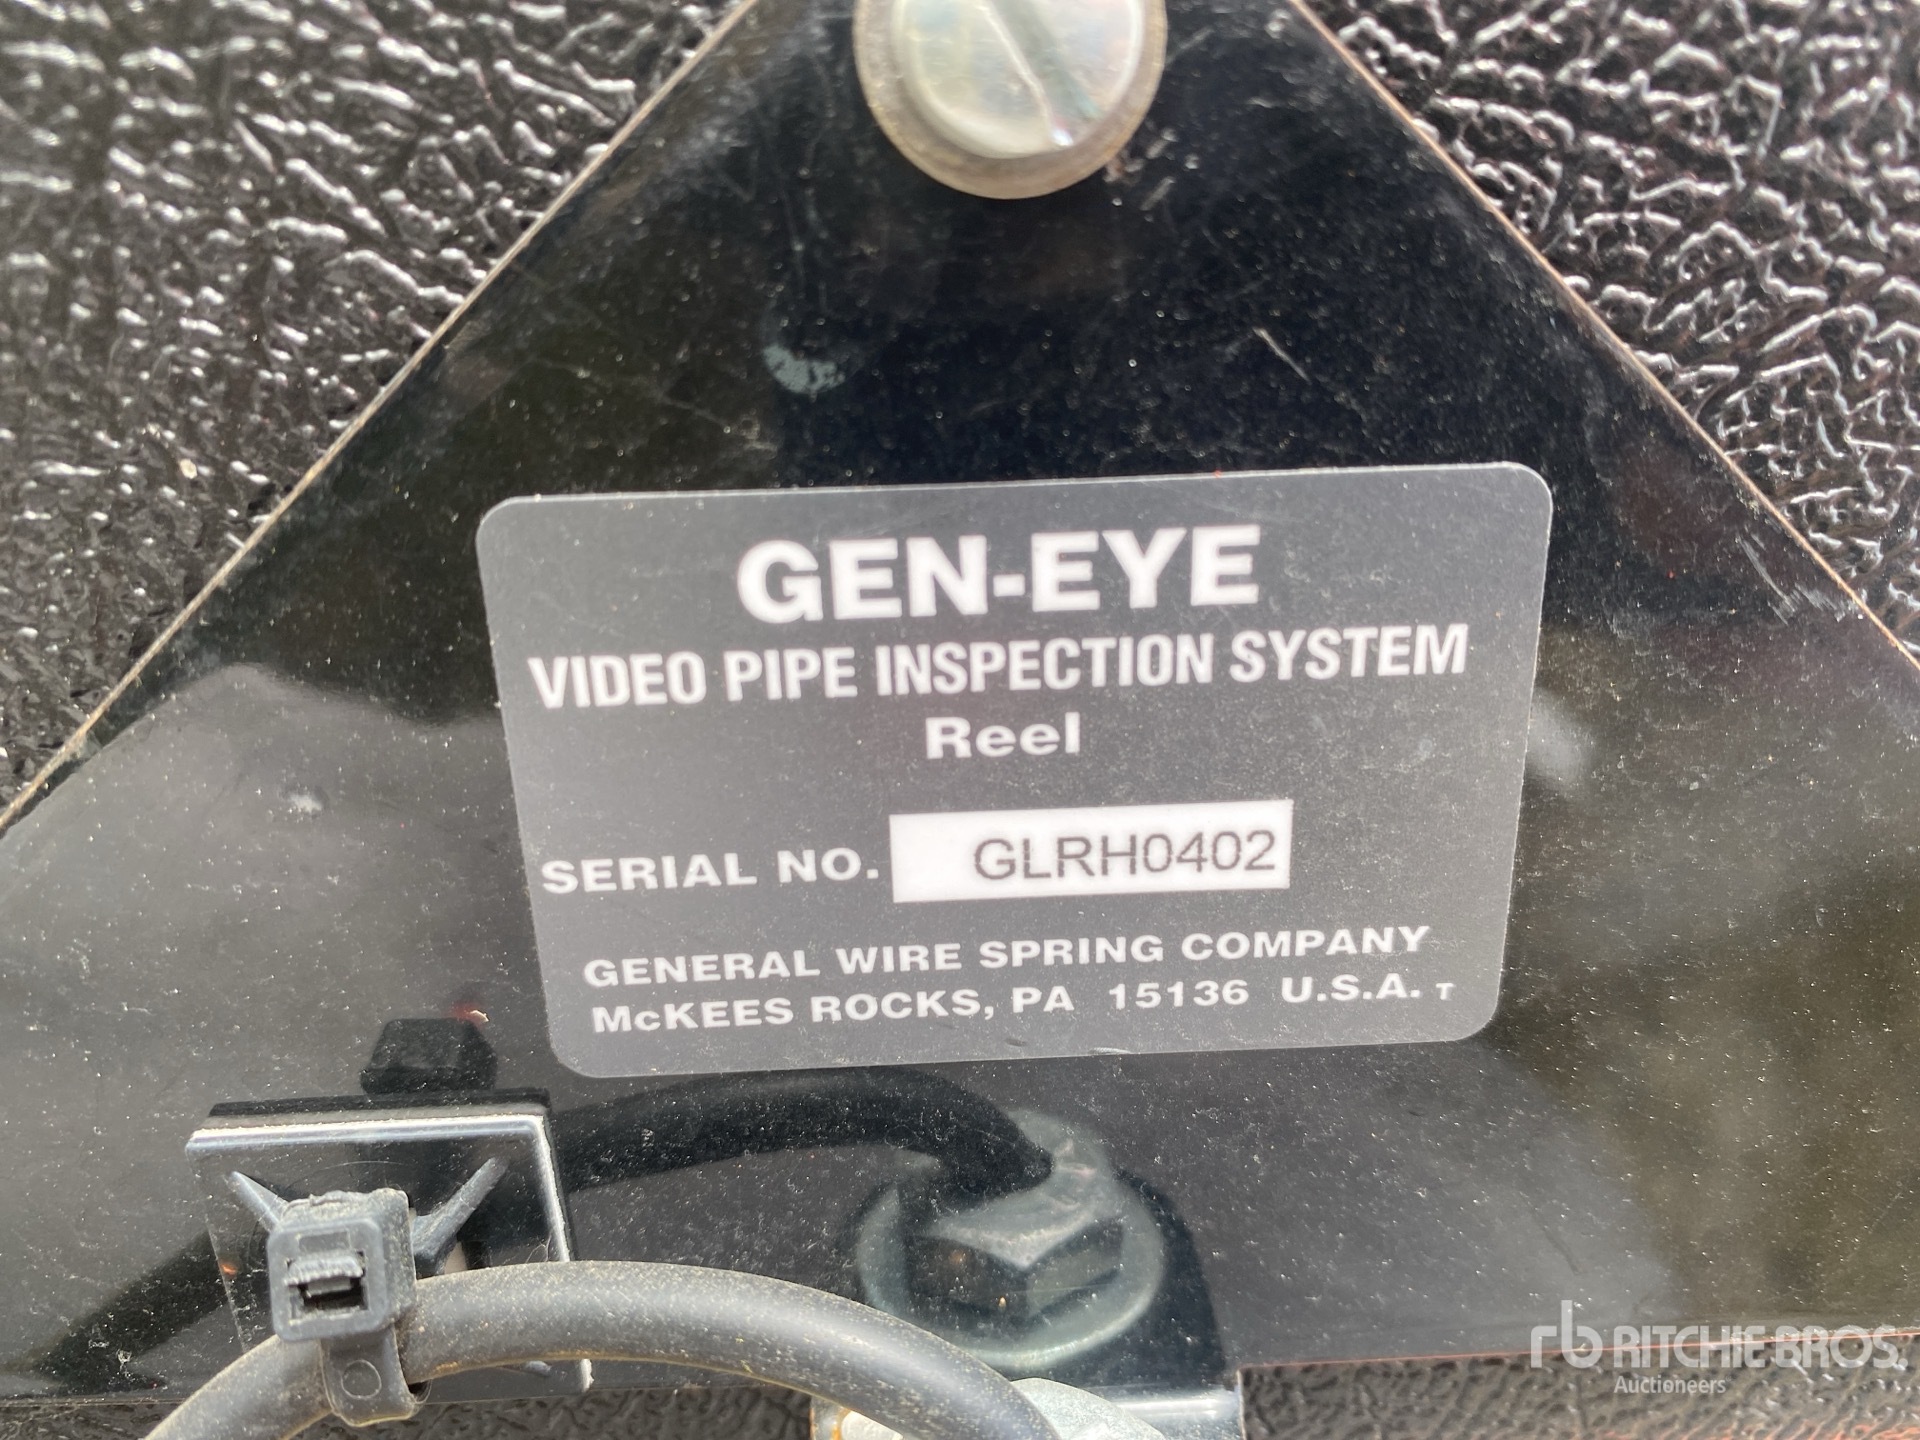 GEN-EYE
VIDEO PIPE INSPECTION SYSTEM
Reel
SERIAL NO. GLRH0402
GENERAL WIRE SPRING COMPANY
McKEES ROCKS, PA 15136 U.S.A. T
rb RITCHIE BROS.
Auctioneers